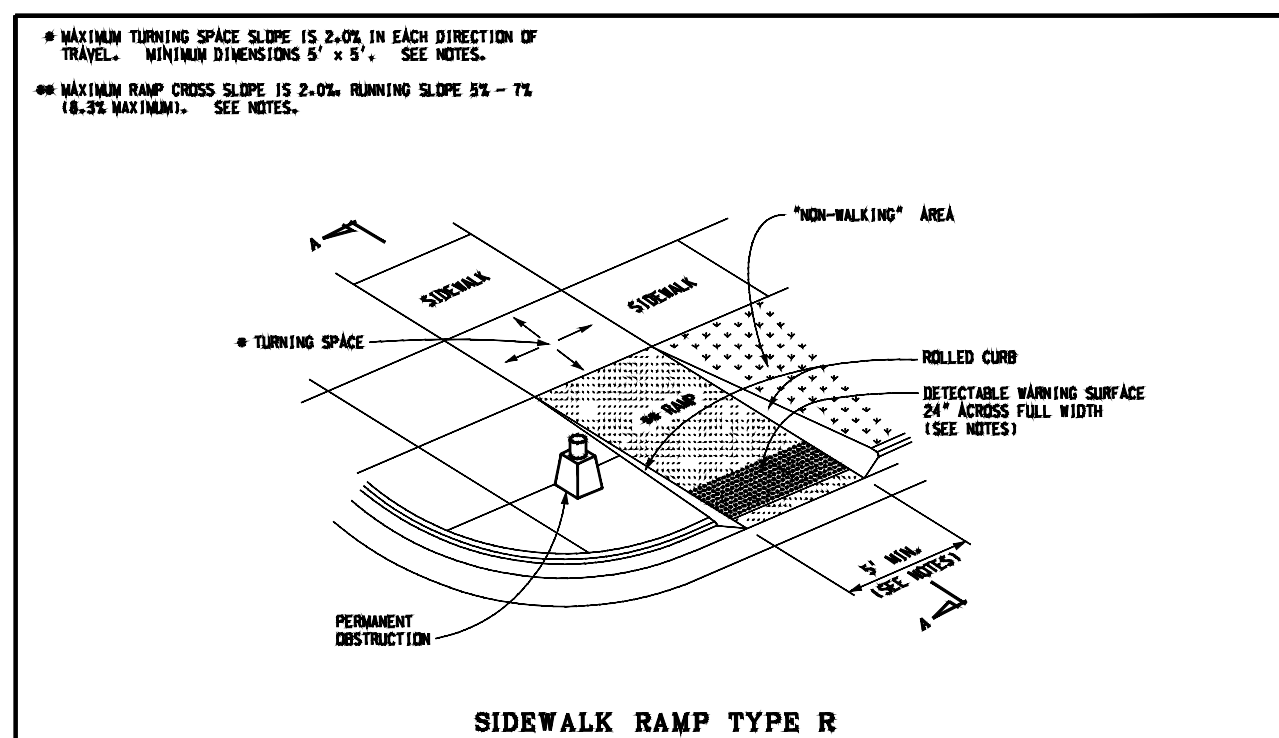 * MAXIMUM TURNING SPACE SLOPE IS 2.0% IN EACH DIRECTION OF
TRAVEL. MINIMUM DIMENSIONS 5' x 5'. SEE NOTES.
** MAXIMUM RAMP CROSS SLOPE IS 2.0%. RUNNING SLOPE 5% - 7%
(8.3% MAXIMUM). SEE NOTES.
"NON-WALKING" AREA
A
SIDEWALK
SIDEWALK
* TURNING SPACE
ROLLED CURB
** RAMP
DETECTABLE WARNING SURFACE
24" ACROSS FULL WIDTH
(SEE NOTES)
5' MIN.
(SEE NOTES)
A
PERMANENT
OBSTRUCTION
SIDEWALK RAMP TYPE R